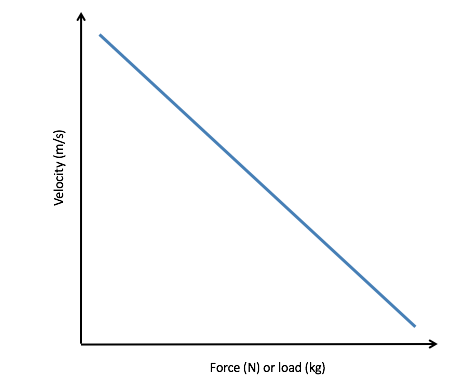 Velocity (m/s)
Force (N) or load (kg)